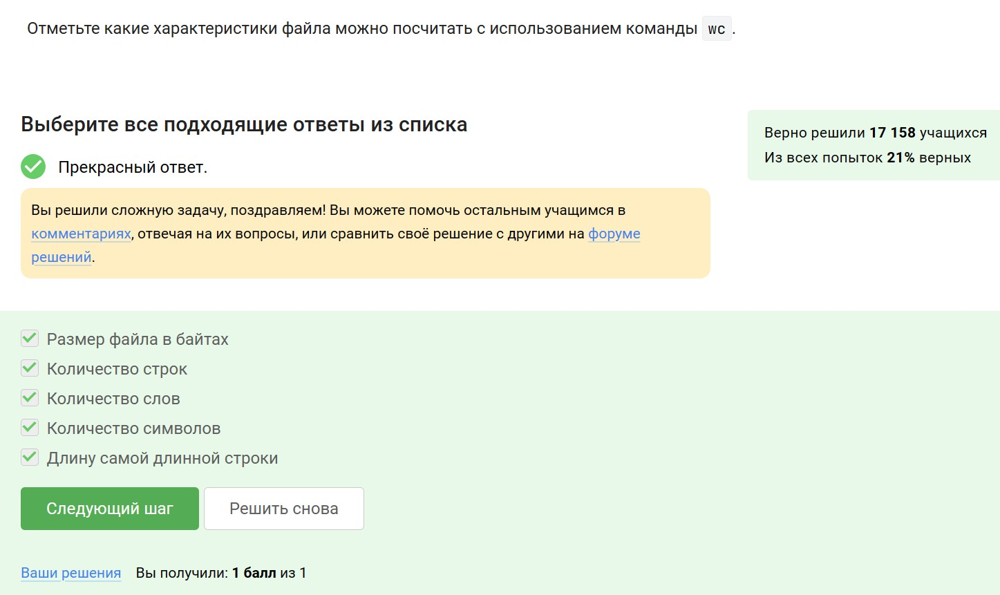 Отметьте какие характеристики файла можно посчитать с использованием команды wc.
Выберите все подходящие ответы из списка
Верно решили 17 158 учащихся
Из всех попыток 21% верных
Прекрасный ответ.
Вы решили сложную задачу, поздравляем! Вы можете помочь остальным учащимся в
комментариях, отвечая на их вопросы, или сравнить своё решение с другими на форуме
решений.
Размер файла в байтах
Количество строк
Количество слов
Количество символов
Длину самой длинной строки
Следующий шаг
Решить снова
Ваши решения Вы получили: 1 балл из 1